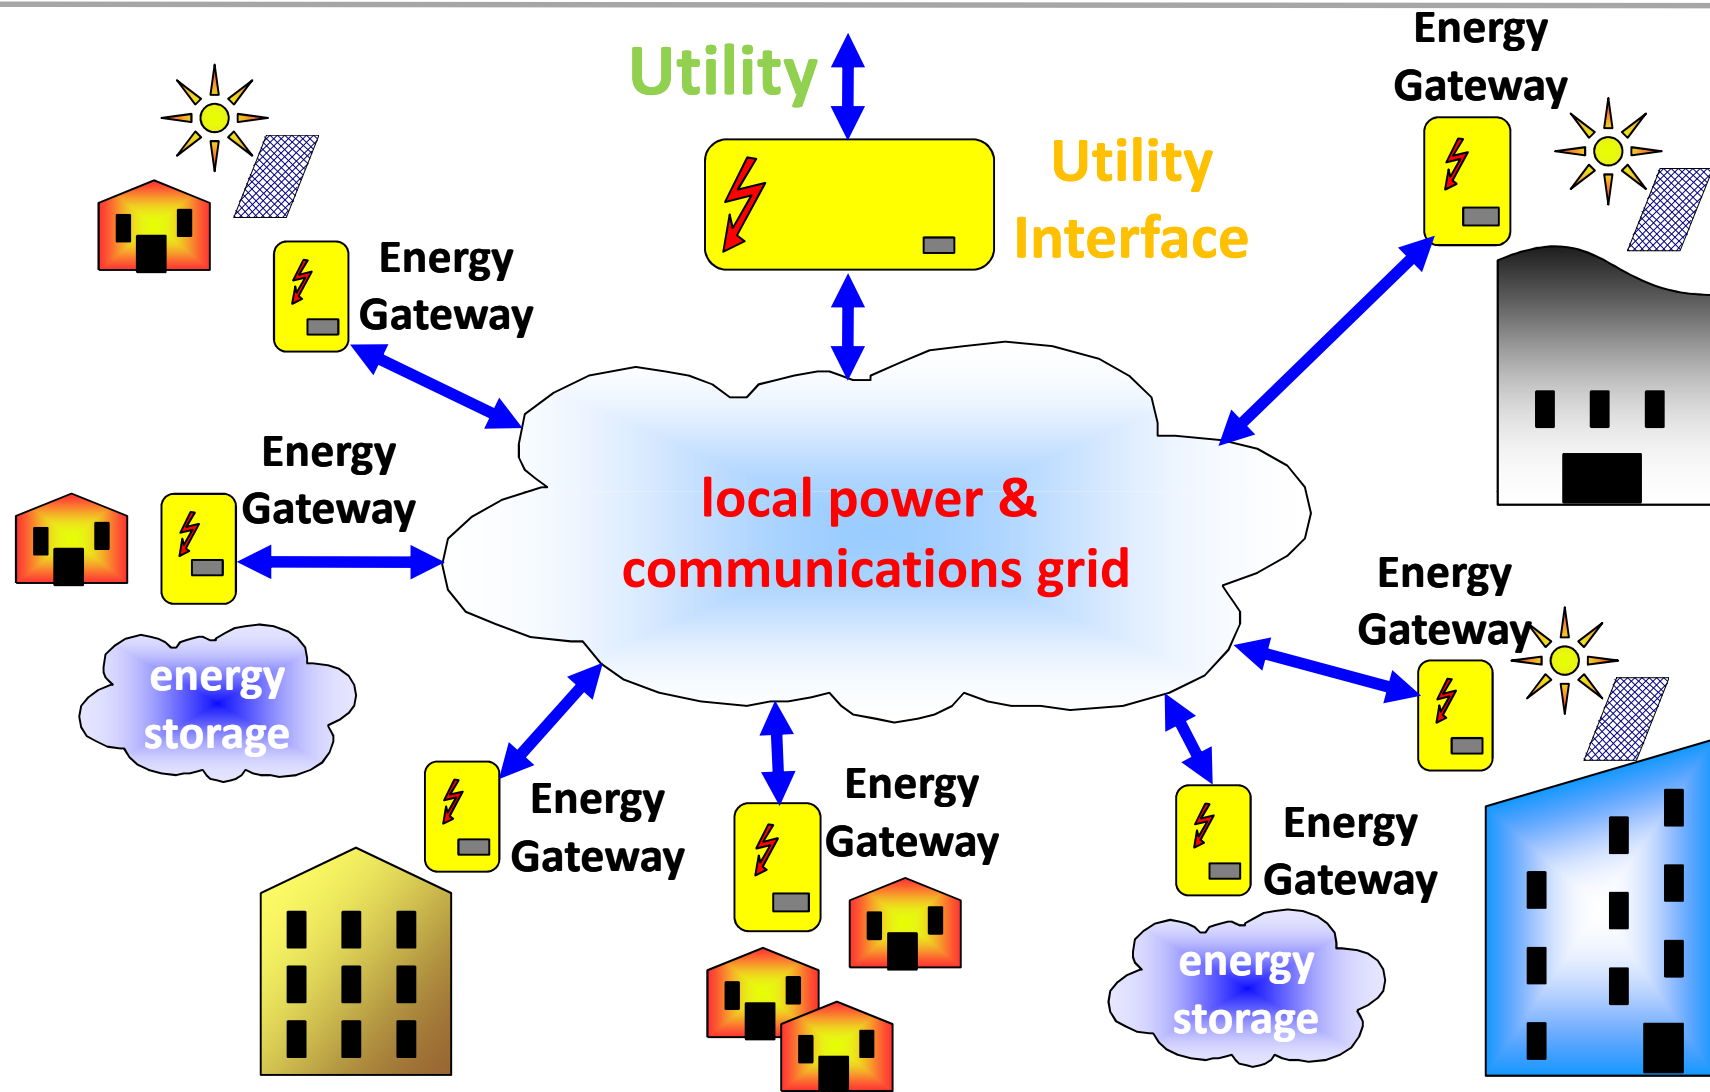 Utility
Utility
Interface
Energy
Gateway
Energy
Gateway
Energy
Gateway
local power &
communications grid
energy
storage
Energy
Gateway
Energy
Gateway
Energy
Gateway
Energy
Gateway
energy
storage